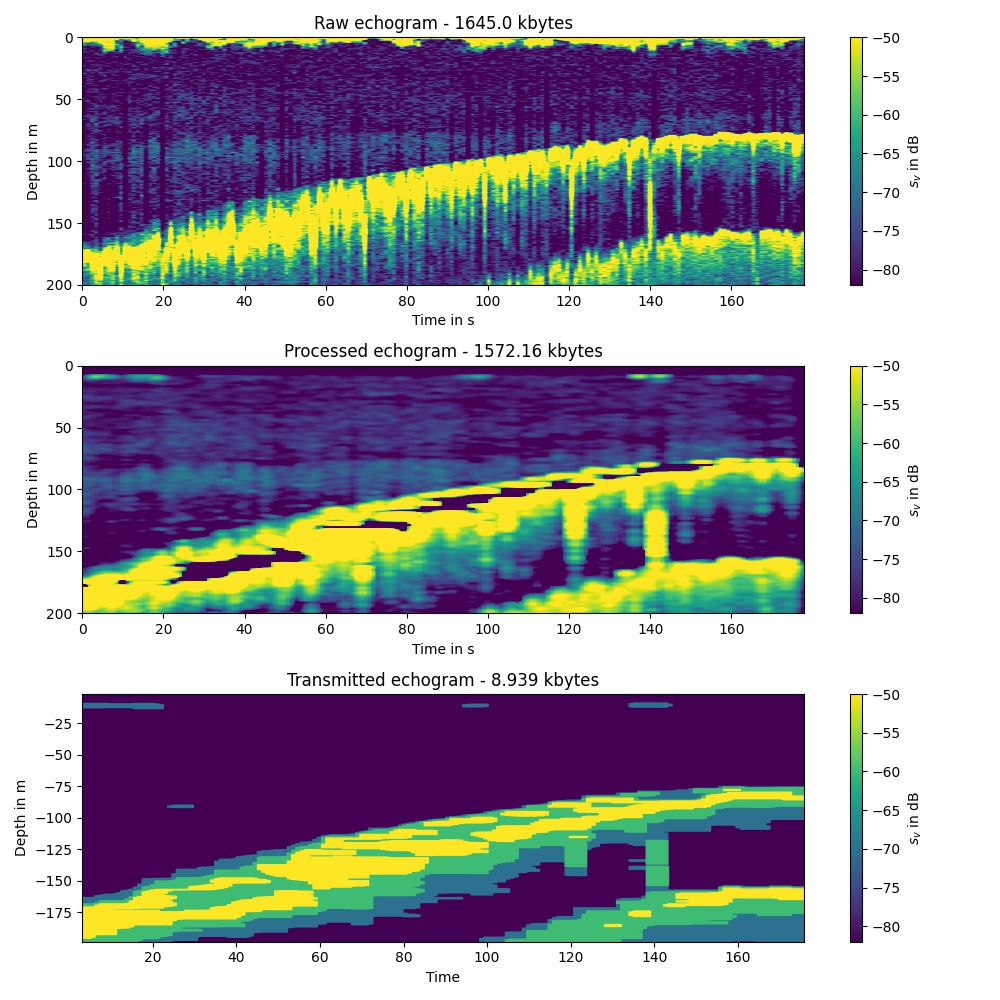 Raw echogram - 1645.0 kbytes
0
50
100
150
200
Depth in m
0 20 40 60 80 100 120 140 160
Time in s
−50
−55
−60
−65
−70
−75
−80
sv in dB
Processed echogram - 1572.16 kbytes
0
50
100
150
200
Depth in m
0 20 40 60 80 100 120 140 160
Time in s
−50
−55
−60
−65
−70
−75
−80
sv in dB
Transmitted echogram - 8.939 kbytes
−25
−50
−75
−100
−125
−150
−175
Depth in m
20 40 60 80 100 120 140 160
Time
−50
−55
−60
−65
−70
−75
−80
sv in dB